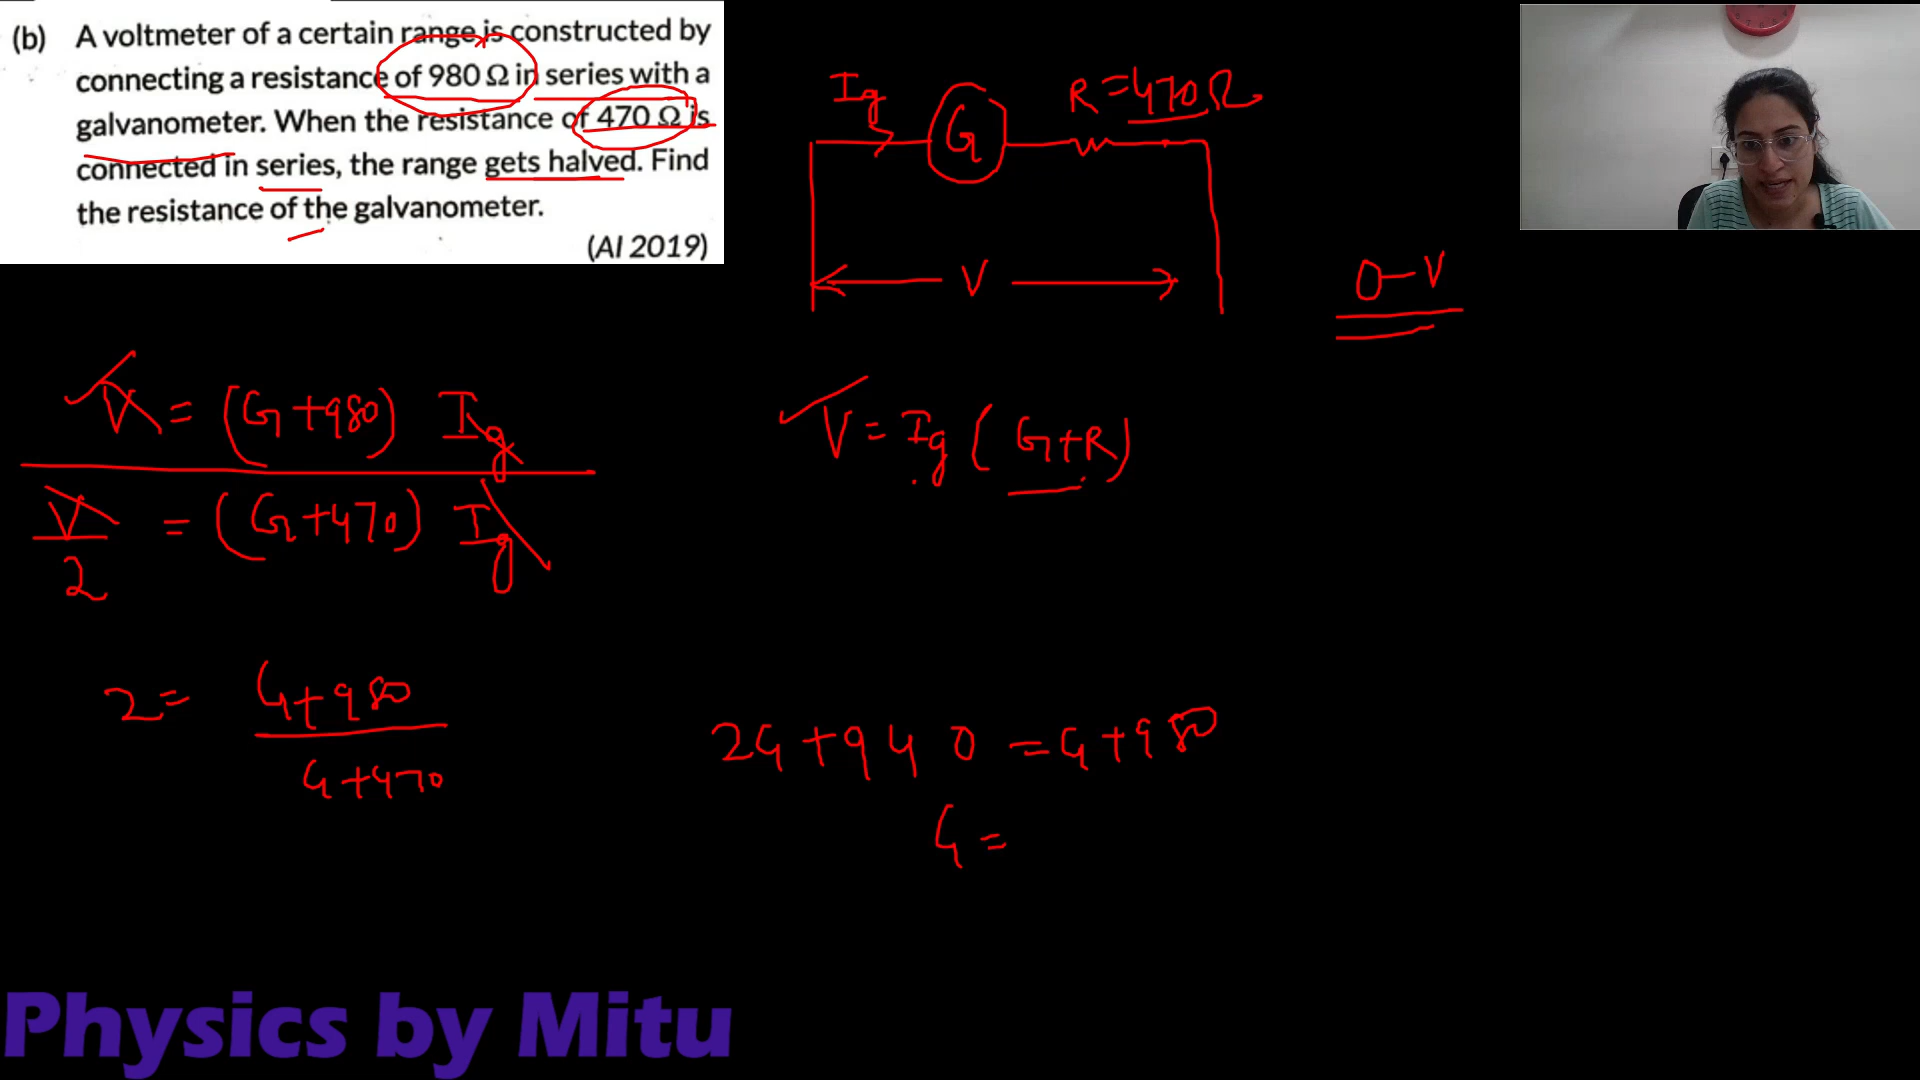 (b) A voltmeter of a certain range is constructed by
connecting a resistance of 980 Ω in series with a
galvanometer. When the resistance of 470 Ω is
connected in series, the range gets halved. Find
the resistance of the galvanometer.
(AI 2019)
Ig
G
R=470Ω
V
0-V
V = (G+980) Ig
V/2 = (G+470) Ig
V = Ig (G+R)
2 = G+980
G+470
2G+940 = G+980
G =
Physics by Mitu